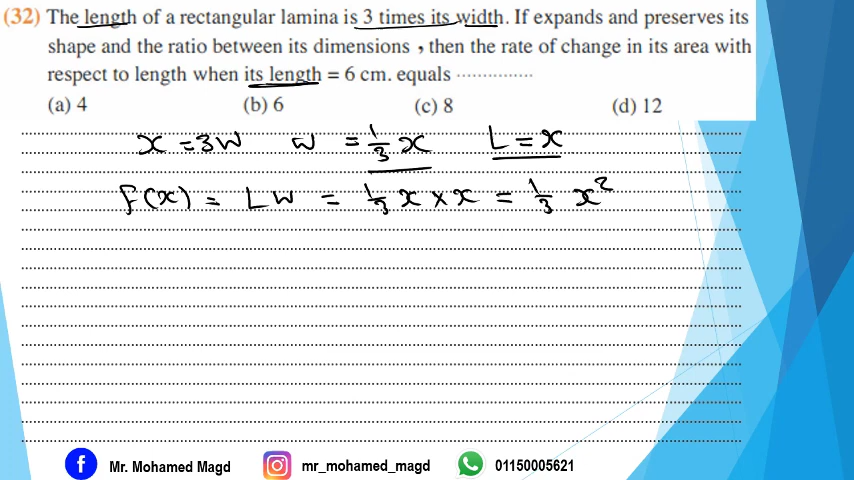 (32) The length of a rectangular lamina is 3 times its width. If expands and preserves its
shape and the ratio between its dimensions , then the rate of change in its area with
respect to length when its length = 6 cm. equals ...............
(a) 4 (b) 6 (c) 8 (d) 12
x = 3W W = 1/3 x L = x
f(x) = LW = 1/3 x × x = 1/3 x²
Mr. Mohamed Magd mr_mohamed_magd 01150005621